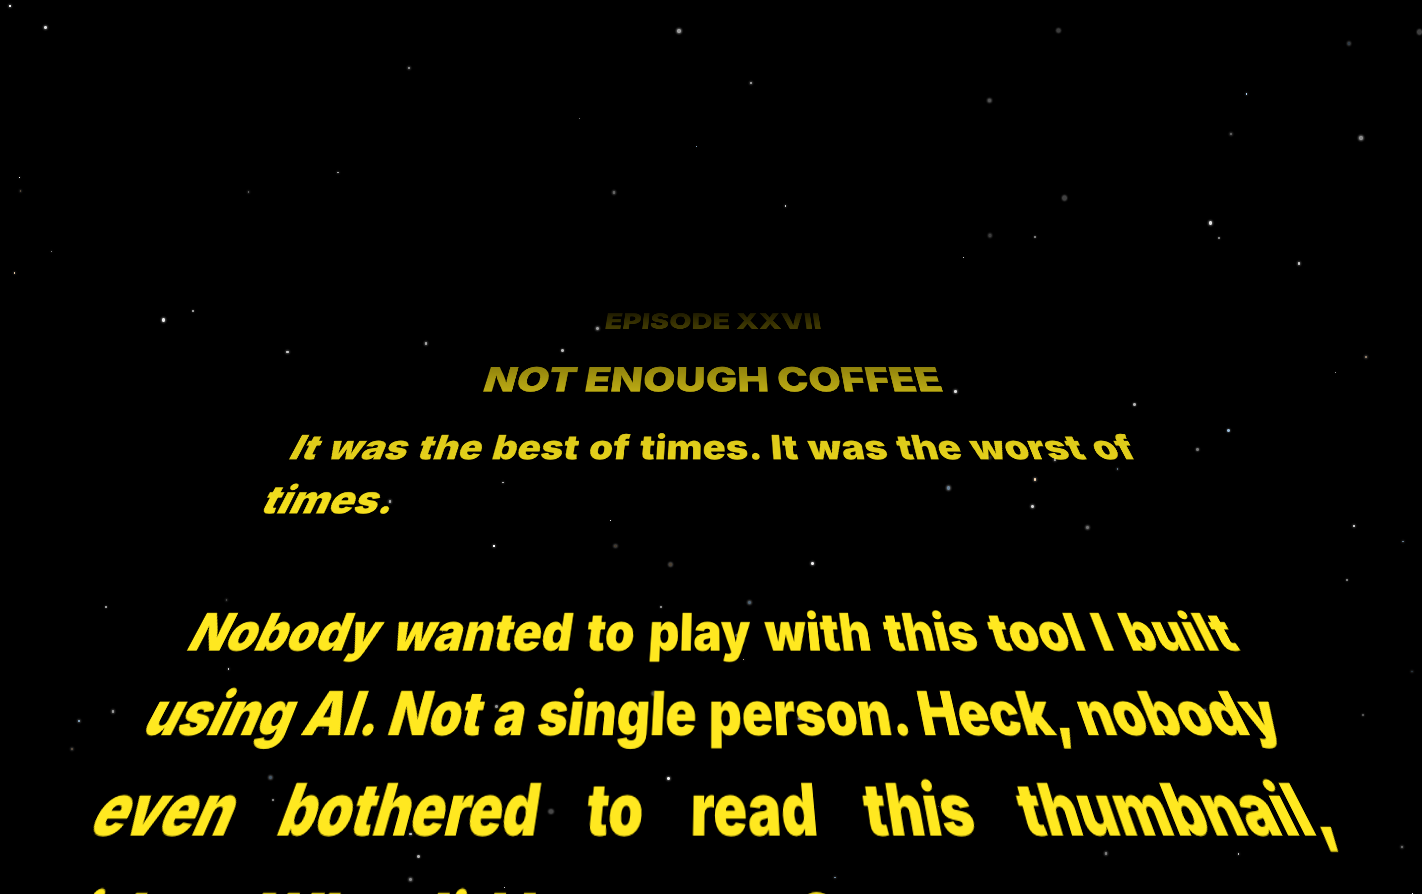 EPISODE XXVII
NOT ENOUGH COFFEE
It was the best of times. It was the worst of
times.
Nobody wanted to play with this tool I built
using AI. Not a single person. Heck, nobody
even bothered to read this thumbnail,